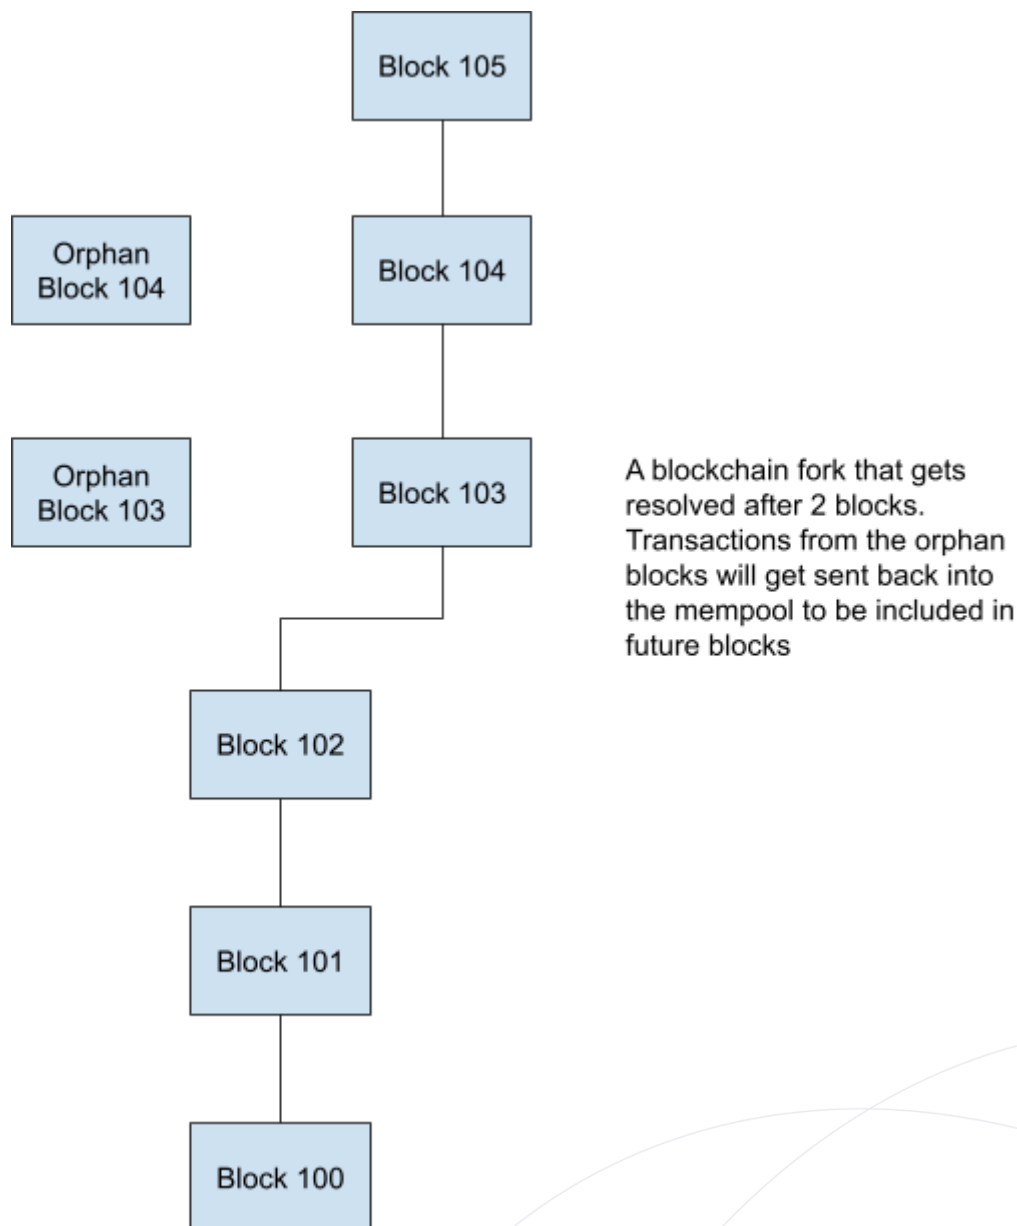 Block 105
Orphan
Block 104
Block 104
Orphan
Block 103
Block 103
A blockchain fork that gets
resolved after 2 blocks.
Transactions from the orphan
blocks will get sent back into
the mempool to be included in
future blocks
Block 102
Block 101
Block 100